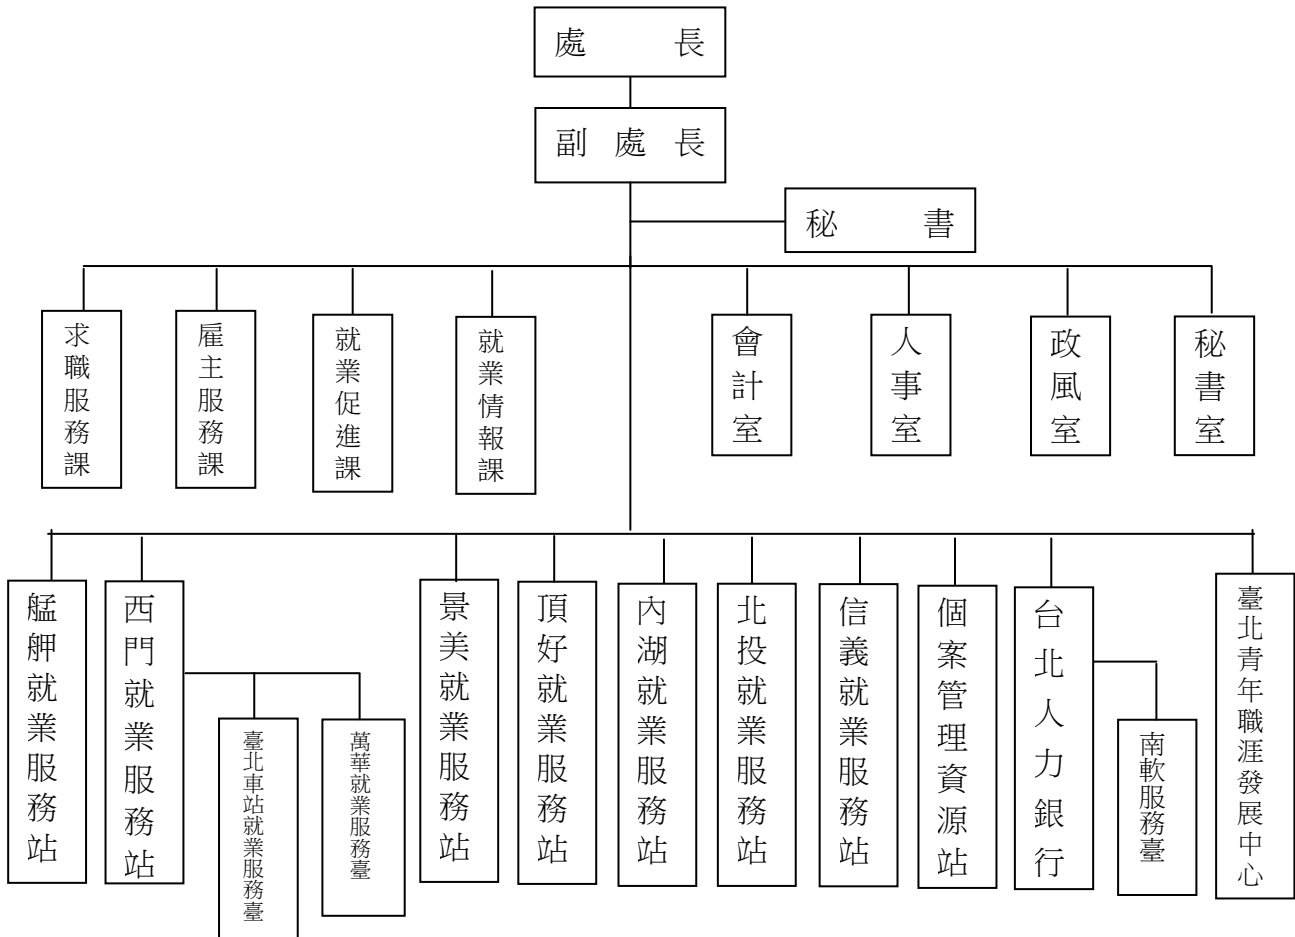 處長
副處長
秘書
求職服務課
雇主服務課
就業促進課
就業情報課
會計室
人事室
政風室
秘書室
艋舺就業服務站
西門就業服務站
臺北車站就業服務臺
萬華就業服務臺
景美就業服務站
頂好就業服務站
內湖就業服務站
北投就業服務站
信義就業服務站
個案管理資源站
台北人力銀行
南軟服務臺
臺北青年職涯發展中心